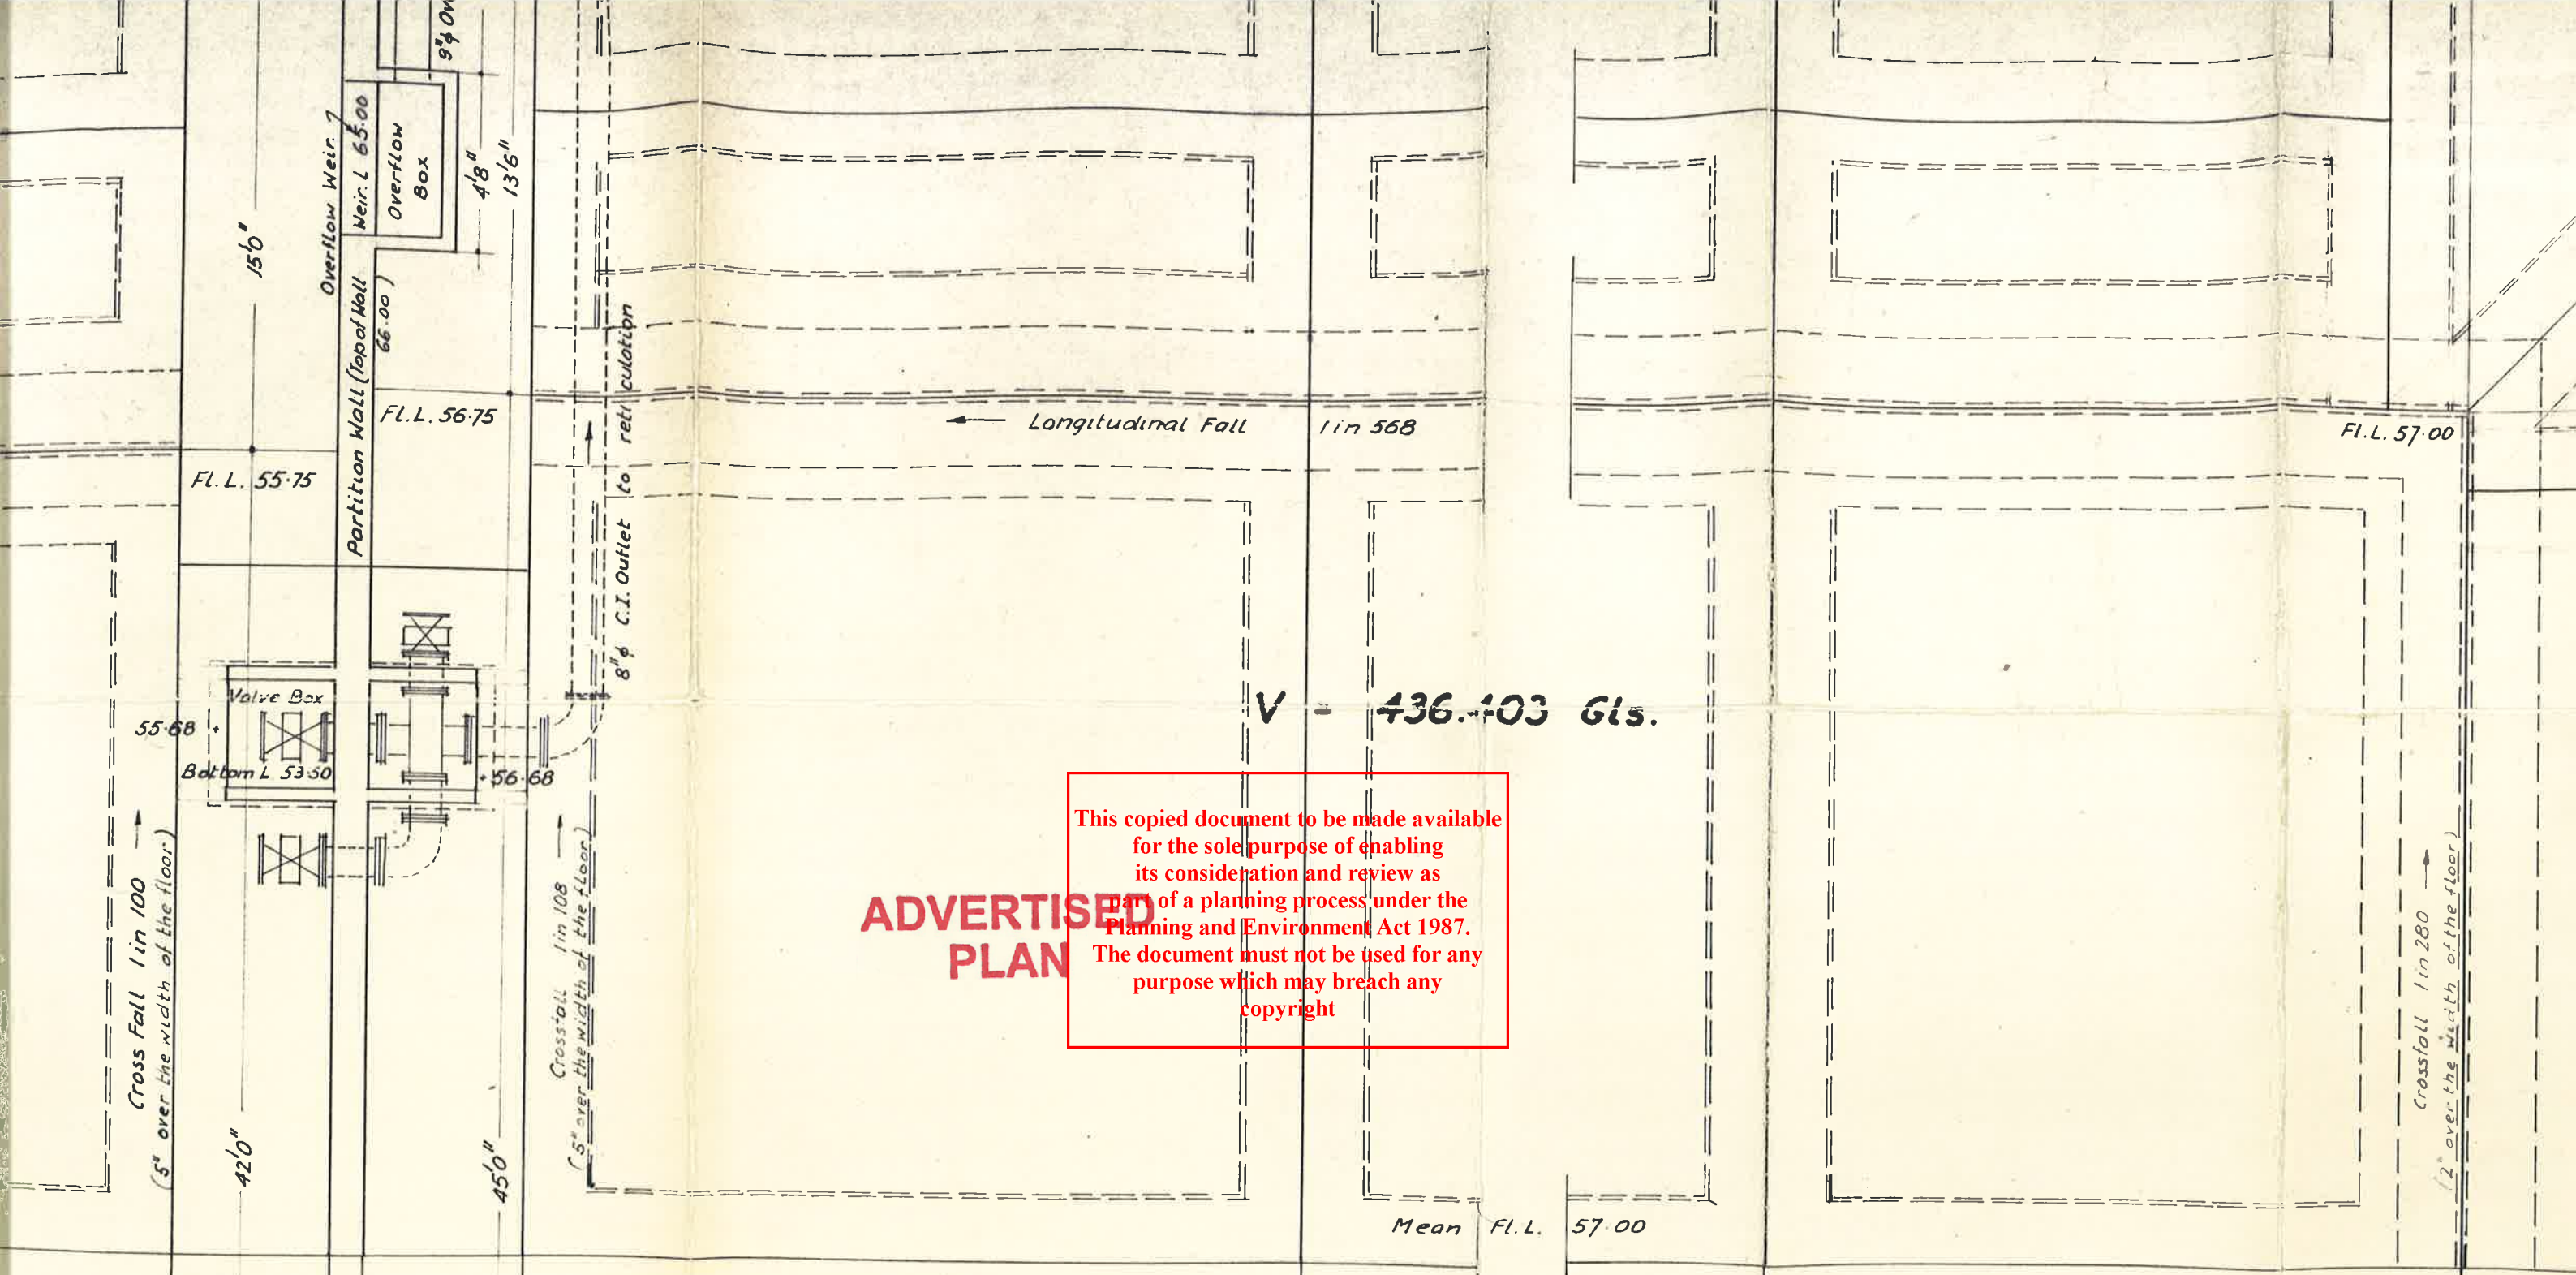 9"φ
15'0"
Overflow Weir.
Weir. L 65.00
Overflow
Box
4'8"
13'6"
Partition Wall (Top of Wall
66.00)
Fl.L. 56.75
Fl. L. 55.75
8"φ C.I. Outlet to reticulation
← Longitudinal Fall 1 in 568
Fl.L. 57.00
Valve Box
55.68
Bottom L 53.50
56.68
V = 436.403 Gls.
Cross Fall 1 in 100 →
(5" over the width of the floor)
Crossfall 1 in 108 →
(5" over the width of the floor)
Crossfall 1 in 280 →
(2" over the width of the floor)
42'0"
45'0"
Mean Fl. L. 57.00
ADVERTISED
PLAN
This copied document to be made available
for the sole purpose of enabling
its consideration and review as
part of a planning process under the
Planning and Environment Act 1987.
The document must not be used for any
purpose which may breach any
copyright